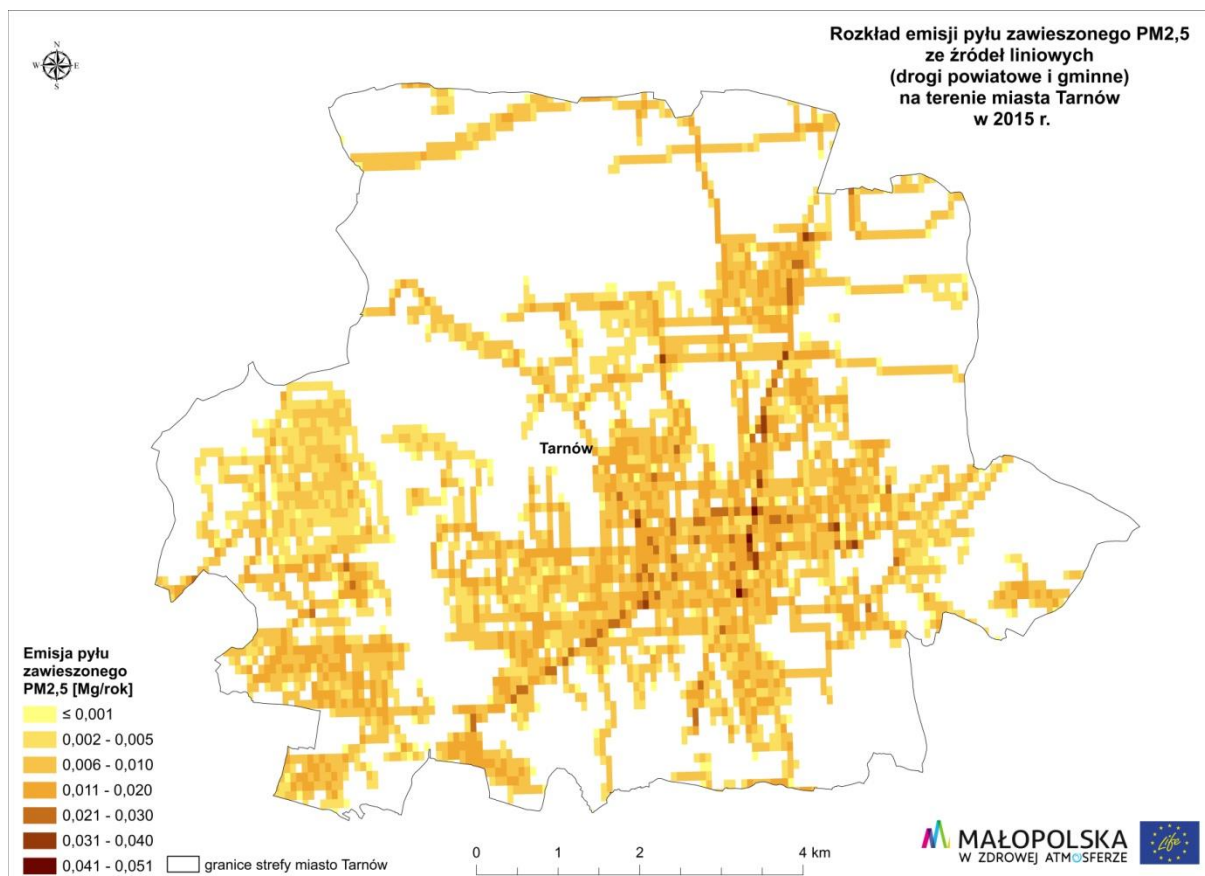 Rozkład emisji pyłu zawieszonego PM2,5
ze źródeł liniowych
(drogi powiatowe i gminne)
na terenie miasta Tarnów
w 2015 r.
N
W E
S
Tarnów
Emisja pyłu
zawieszonego
PM2,5 [Mg/rok]
≤ 0,001
0,002 - 0,005
0,006 - 0,010
0,011 - 0,020
0,021 - 0,030
0,031 - 0,040
0,041 - 0,051
granice strefy miasto Tarnów
0 1 2 4 km
MAŁOPOLSKA
W ZDROWEJ ATMOSFERZE
Life